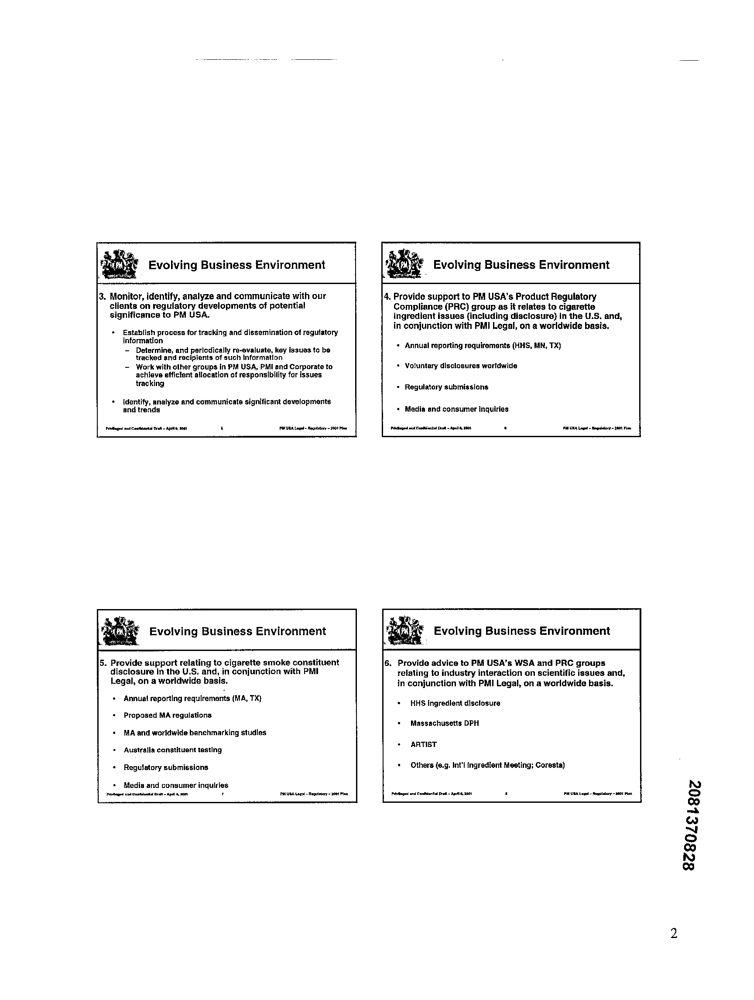 Evolving Business Environment
3. Monitor, identify, analyze and communicate with our
clients on regulatory developments of potential
significance to PM USA.
• Establish process for tracking and dissemination of regulatory
information
– Determine, and periodically re-evaluate, key issues to be
tracked and recipients of such information
– Work with other groups in PM USA, PMI and Corporate to
achieve efficient allocation of responsibility for issues
tracking
• Identify, analyze and communicate significant developments
and trends
Privileged and Confidential Draft – April 6, 2001 5 PM USA Legal – Regulatory – 2001 Plan
Evolving Business Environment
4. Provide support to PM USA's Product Regulatory
Compliance (PRC) group as it relates to cigarette
ingredient issues (including disclosure) in the U.S. and,
in conjunction with PMI Legal, on a worldwide basis.
• Annual reporting requirements (HHS, MN, TX)
• Voluntary disclosures worldwide
• Regulatory submissions
• Media and consumer inquiries
Privileged and Confidential Draft – April 6, 2001 6 PM USA Legal – Regulatory – 2001 Plan
Evolving Business Environment
5. Provide support relating to cigarette smoke constituent
disclosure in the U.S. and, in conjunction with PMI
Legal, on a worldwide basis.
• Annual reporting requirements (MA, TX)
• Proposed MA regulations
• MA and worldwide benchmarking studies
• Australia constituent testing
• Regulatory submissions
• Media and consumer inquiries
Privileged and Confidential Draft – April 6, 2001 7 PM USA Legal – Regulatory – 2001 Plan
Evolving Business Environment
6. Provide advice to PM USA's WSA and PRC groups
relating to industry interaction on scientific issues and,
in conjunction with PMI Legal, on a worldwide basis.
• HHS ingredient disclosure
• Massachusetts DPH
• ARTIST
• Others (e.g. Int'l Ingredient Meeting; Coresta)
Privileged and Confidential Draft – April 6, 2001 8 PM USA Legal – Regulatory – 2001 Plan
2081370828
2